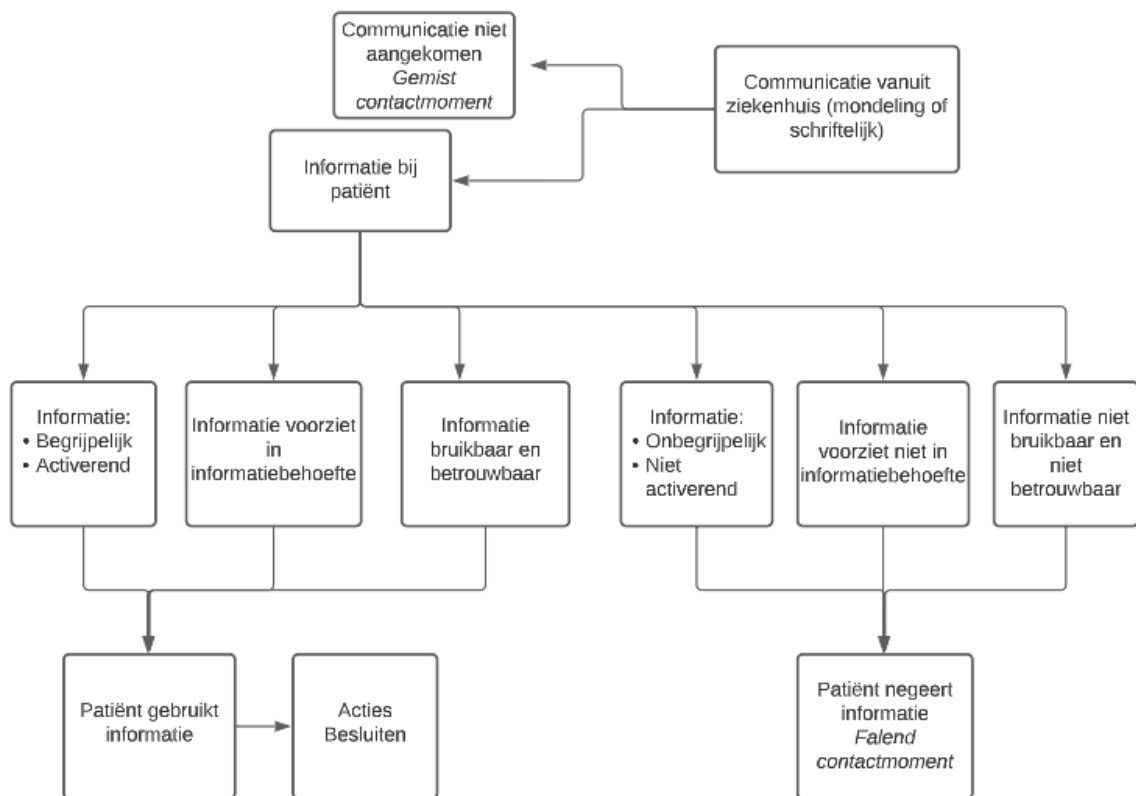 Communicatie niet
aangekomen
Gemist
contactmoment
Communicatie vanuit
ziekenhuis (mondeling of
schriftelijk)
Informatie bij
patiënt
Informatie:
• Begrijpelijk
• Activerend
Informatie voorziet
in
informatiebehoefte
Informatie
bruikbaar en
betrouwbaar
Informatie:
• Onbegrijpelijk
• Niet
activerend
Informatie
voorziet niet in
informatiebehoefte
Informatie niet
bruikbaar en
niet
betrouwbaar
Patiënt gebruikt
informatie
Acties
Besluiten
Patiënt negeert
informatie
Falend
contactmoment